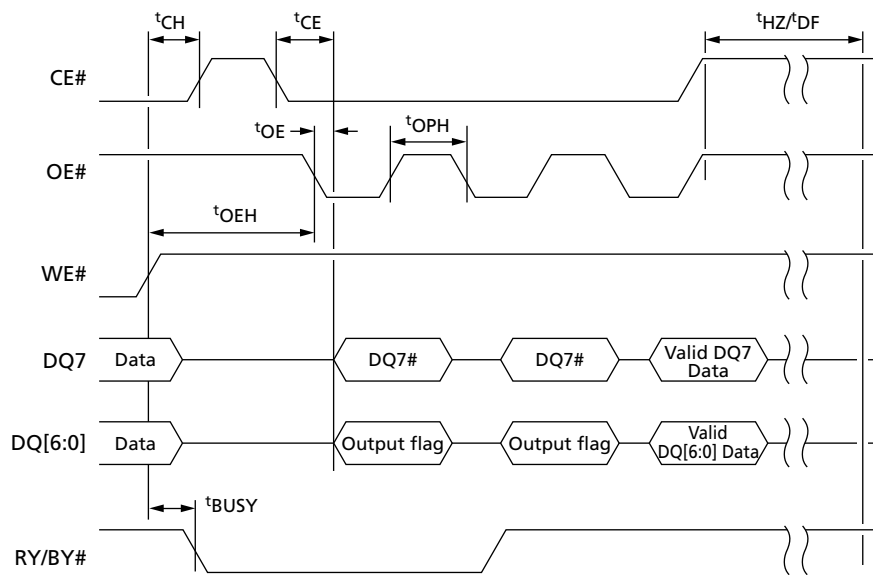 tCH
tCE
tHZ/tDF
CE#
tOE
tOPH
OE#
tOEH
WE#
DQ7
Data
DQ7#
DQ7#
Valid DQ7
Data
DQ[6:0]
Data
Output flag
Output flag
Valid
DQ[6:0] Data
tBUSY
RY/BY#